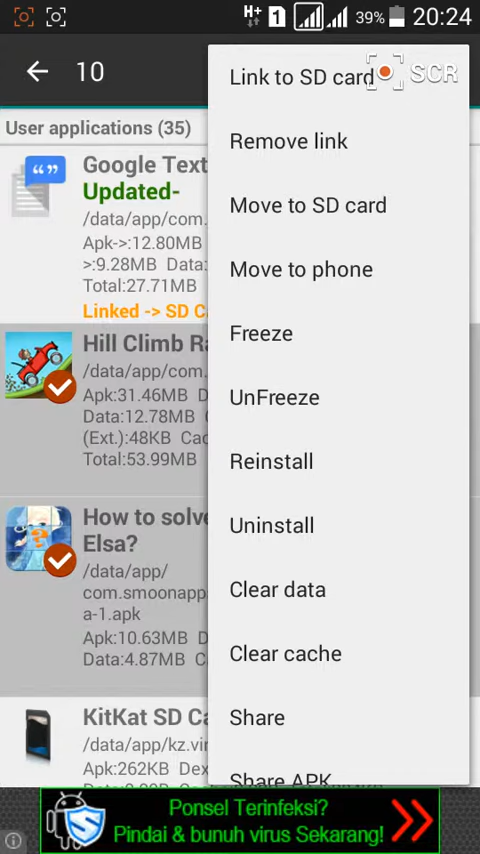 H+ 1 39% 20:24
10
SCR
User applications (35)
Google Text
Updated-
/data/app/com.
Apk->:12.80MB
>:9.28MB Data:
Total:27.71MB
Linked -> SD C
Hill Climb Ra
/data/app/com.
Apk:31.46MB D
Data:12.78MB
(Ext.):48KB Cac
Total:53.99MB
How to solve
Elsa?
/data/app/
com.smoonapp
a-1.apk
Apk:10.63MB D
Data:4.87MB Ca
KitKat SD Ca
/data/app/kz.vir
Apk:262KB Dex
Link to SD card
Remove link
Move to SD card
Move to phone
Freeze
UnFreeze
Reinstall
Uninstall
Clear data
Clear cache
Share
Share APK
Ponsel Terinfeksi?
Pindai & bunuh virus Sekarang!